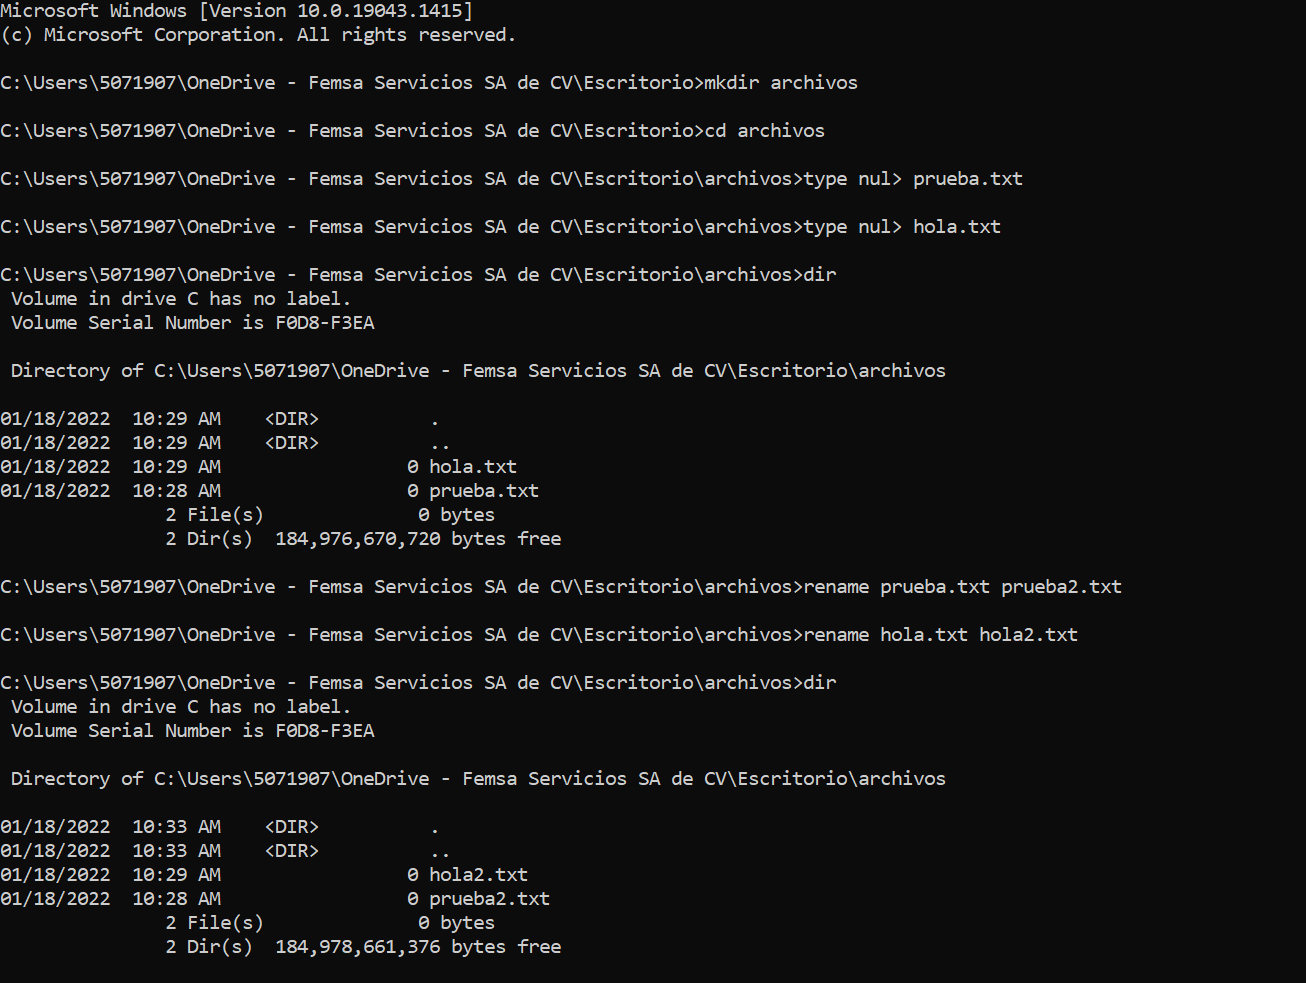 Microsoft Windows [Version 10.0.19043.1415]
(c) Microsoft Corporation. All rights reserved.
C:\Users\5071907\OneDrive - Femsa Servicios SA de CV\Escritorio>mkdir archivos
C:\Users\5071907\OneDrive - Femsa Servicios SA de CV\Escritorio>cd archivos
C:\Users\5071907\OneDrive - Femsa Servicios SA de CV\Escritorio\archivos>type nul> prueba.txt
C:\Users\5071907\OneDrive - Femsa Servicios SA de CV\Escritorio\archivos>type nul> hola.txt
C:\Users\5071907\OneDrive - Femsa Servicios SA de CV\Escritorio\archivos>dir
 Volume in drive C has no label.
 Volume Serial Number is F0D8-F3EA
 Directory of C:\Users\5071907\OneDrive - Femsa Servicios SA de CV\Escritorio\archivos
01/18/2022  10:29 AM    <DIR>          .
01/18/2022  10:29 AM    <DIR>          ..
01/18/2022  10:29 AM                 0 hola.txt
01/18/2022  10:28 AM                 0 prueba.txt
               2 File(s)              0 bytes
               2 Dir(s)  184,976,670,720 bytes free
C:\Users\5071907\OneDrive - Femsa Servicios SA de CV\Escritorio\archivos>rename prueba.txt prueba2.txt
C:\Users\5071907\OneDrive - Femsa Servicios SA de CV\Escritorio\archivos>rename hola.txt hola2.txt
C:\Users\5071907\OneDrive - Femsa Servicios SA de CV\Escritorio\archivos>dir
 Volume in drive C has no label.
 Volume Serial Number is F0D8-F3EA
 Directory of C:\Users\5071907\OneDrive - Femsa Servicios SA de CV\Escritorio\archivos
01/18/2022  10:33 AM    <DIR>          .
01/18/2022  10:33 AM    <DIR>          ..
01/18/2022  10:29 AM                 0 hola2.txt
01/18/2022  10:28 AM                 0 prueba2.txt
               2 File(s)              0 bytes
               2 Dir(s)  184,978,661,376 bytes free